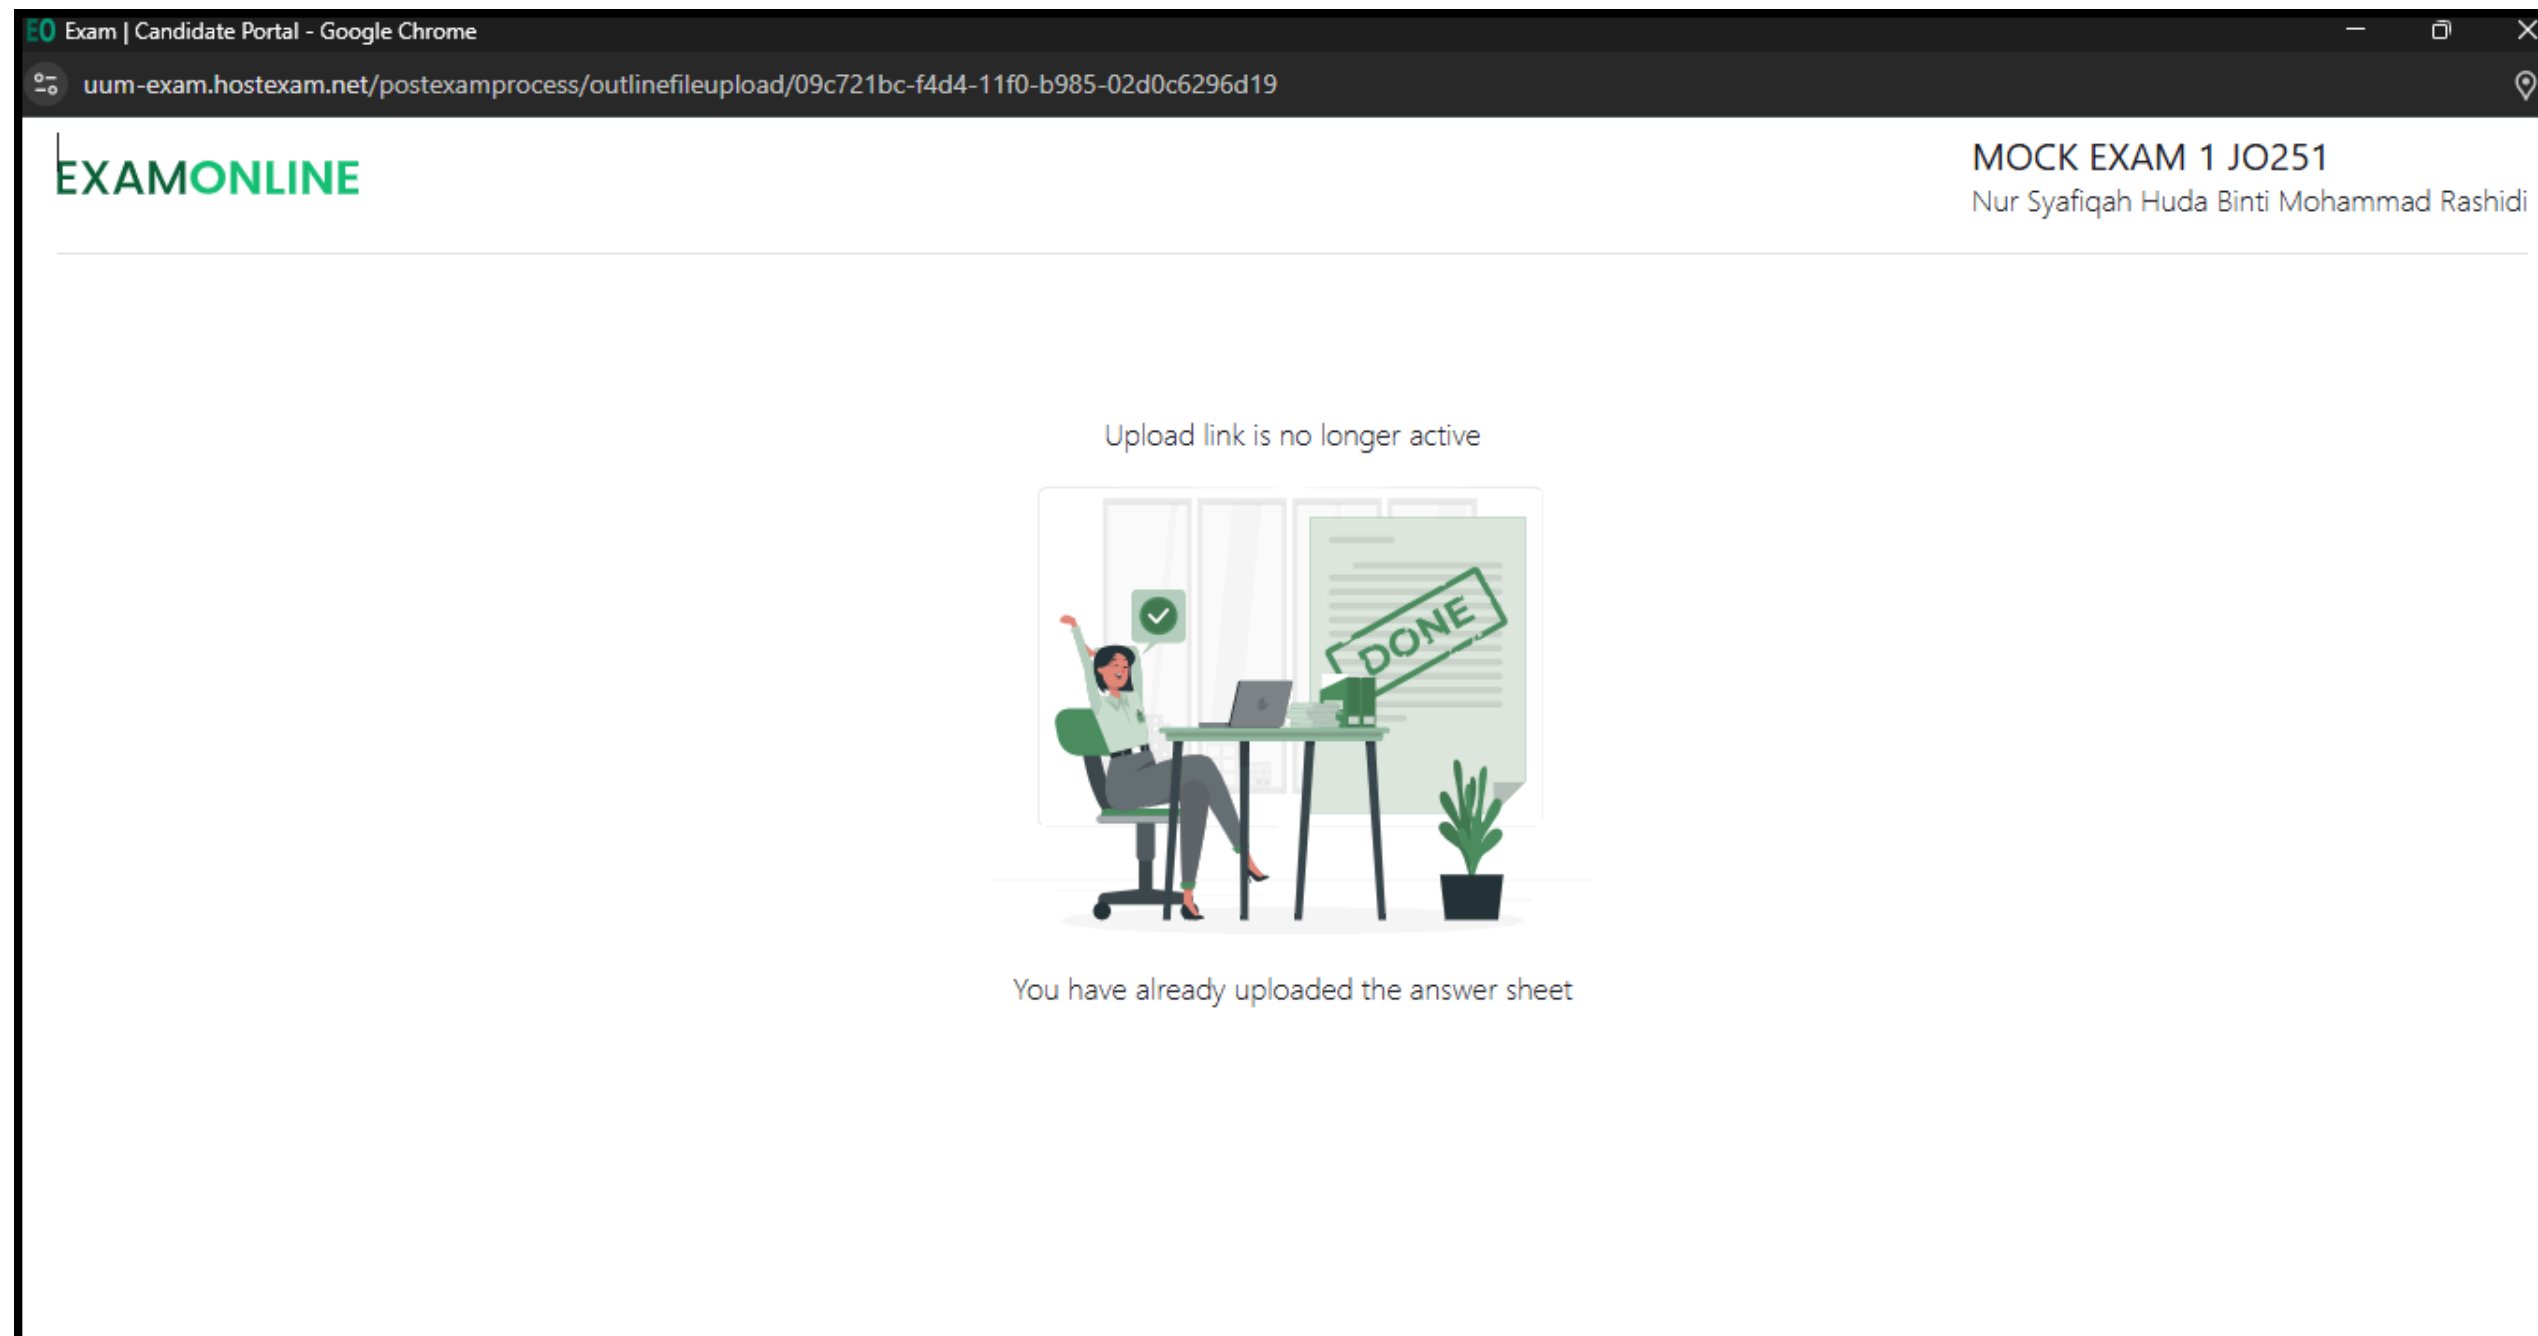 EO Exam | Candidate Portal - Google Chrome
uum-exam.hostexam.net/postexamprocess/outlinefileupload/09c721bc-f4d4-11f0-b985-02d0c6296d19
EXAMONLINE
MOCK EXAM 1 JO251
Nur Syafiqah Huda Binti Mohammad Rashidi
Upload link is no longer active
DONE
You have already uploaded the answer sheet